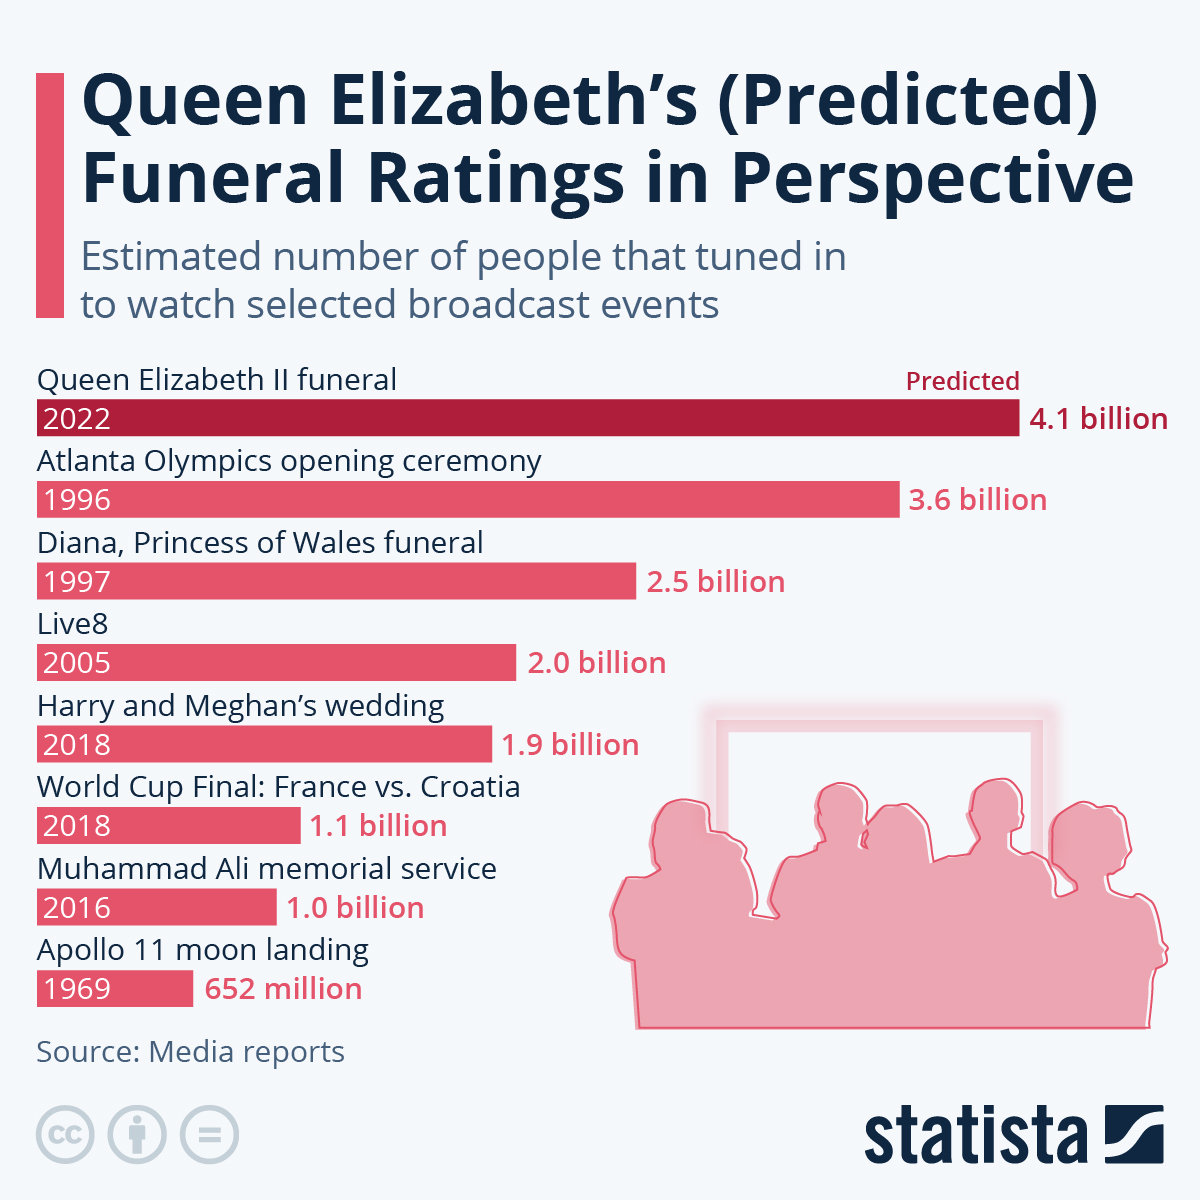 Queen Elizabeth’s (Predicted)
Funeral Ratings in Perspective
Estimated number of people that tuned in
to watch selected broadcast events
Queen Elizabeth II funeral
Predicted
2022
4.1 billion
Atlanta Olympics opening ceremony
1996
3.6 billion
Diana, Princess of Wales funeral
1997
2.5 billion
Live8
2005
2.0 billion
Harry and Meghan’s wedding
2018
1.9 billion
World Cup Final: France vs. Croatia
2018
1.1 billion
Muhammad Ali memorial service
2016
1.0 billion
Apollo 11 moon landing
1969
652 million
Source: Media reports
cc
statista